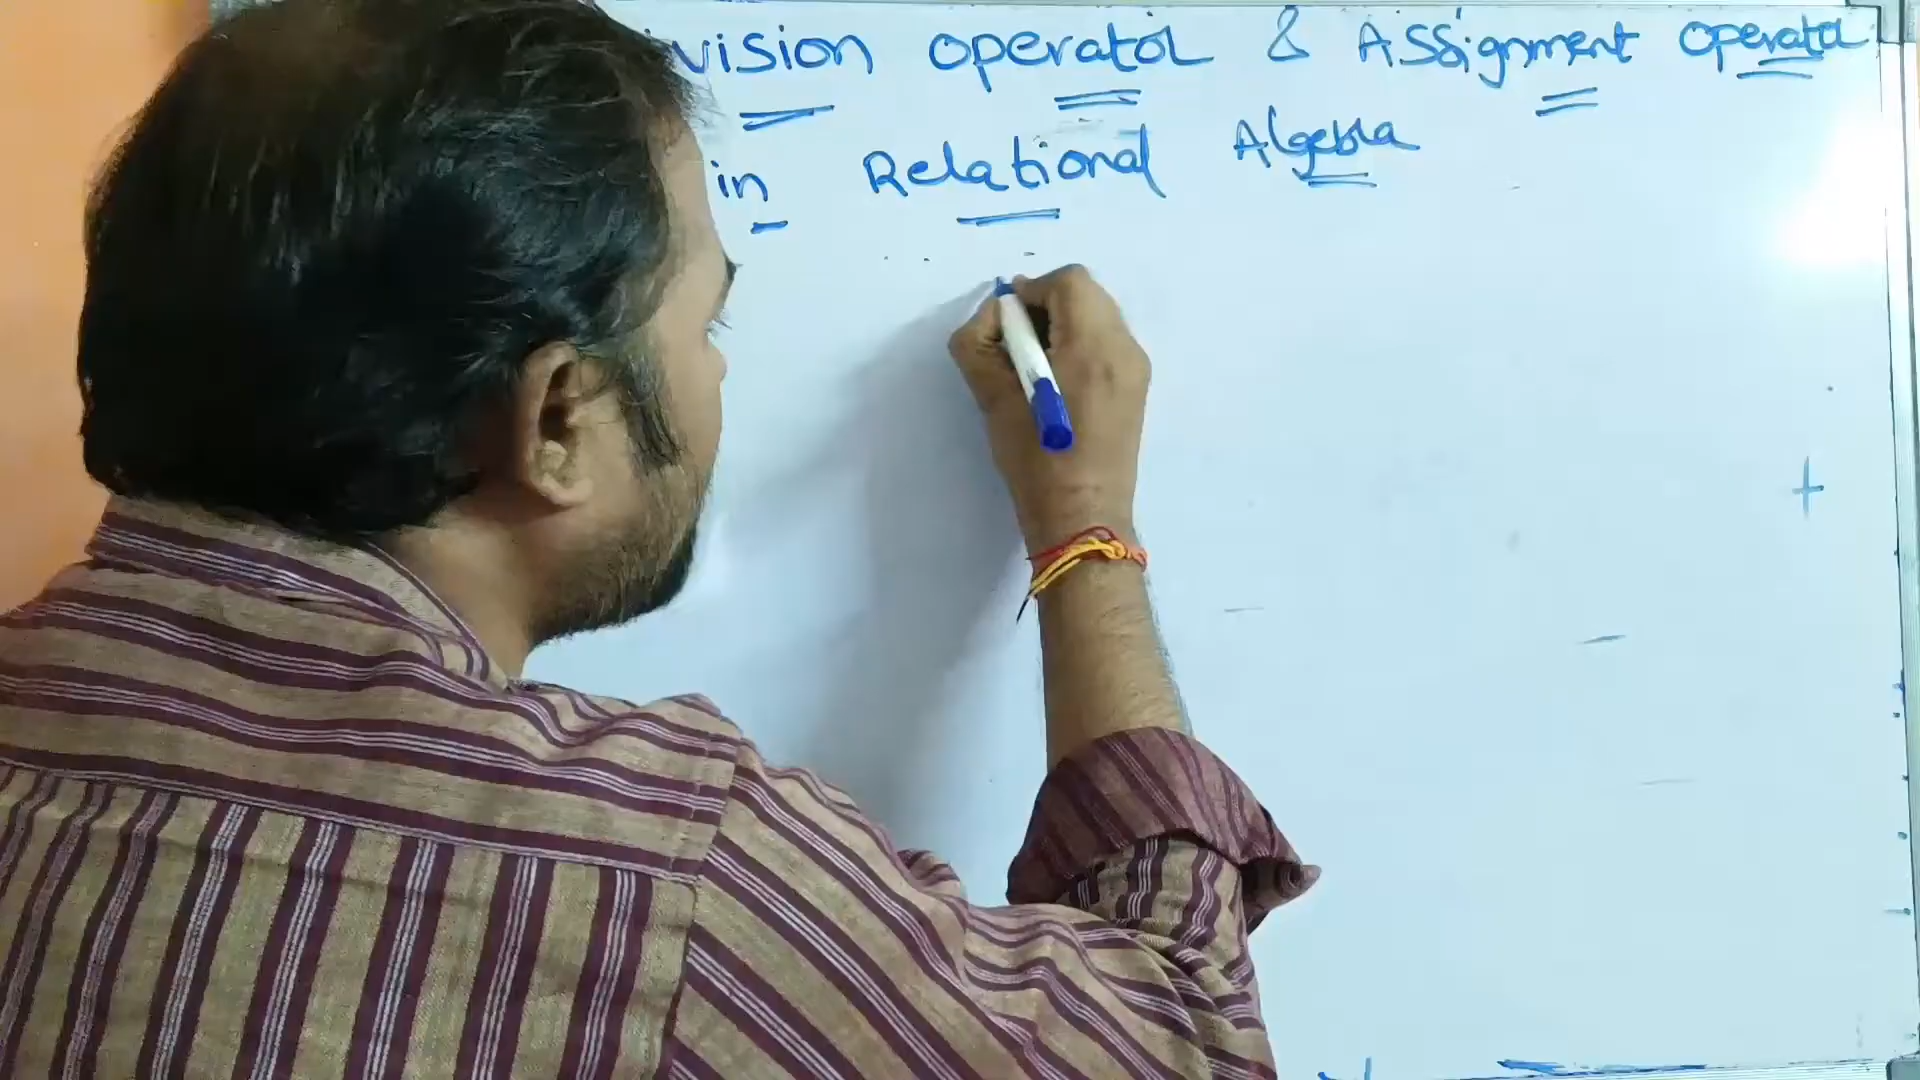 ivision operator & Assignment operator
in Relational Algebra